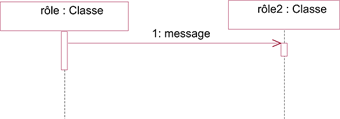 rôle : Classe
rôle2 : Classe
1: message